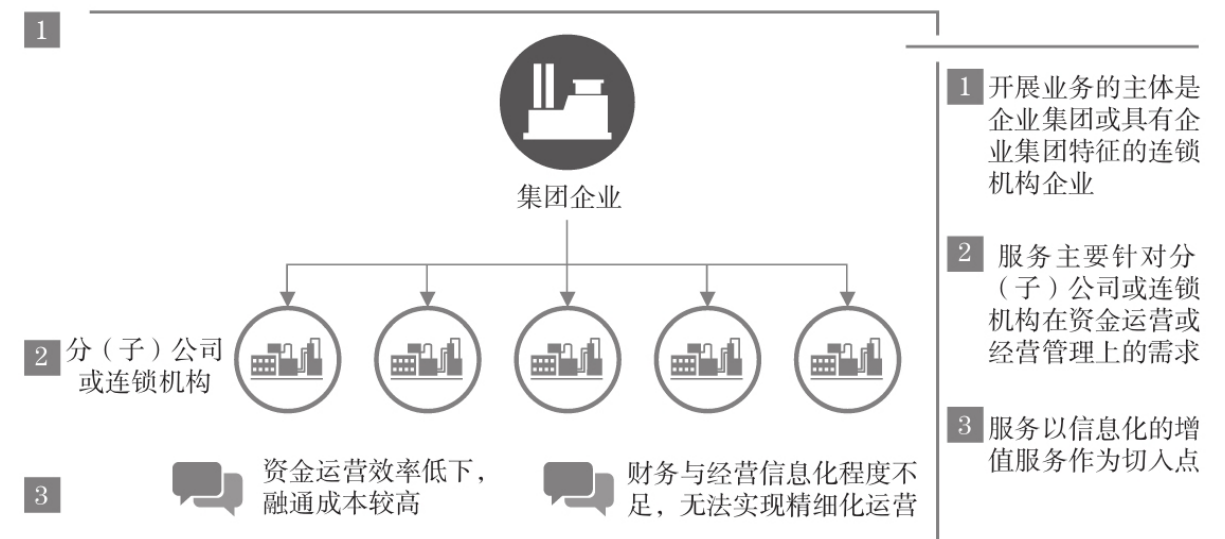 1
集团企业
2 分（子）公司
或连锁机构
3
资金运营效率低下，
融通成本较高
财务与经营信息化程度不
足，无法实现精细化运营
1 开展业务的主体是
企业集团或具有企
业集团特征的连锁
机构企业
2 服务主要针对分
（子）公司或连锁
机构在资金运营或
经营管理上的需求
3 服务以信息化的增
值服务作为切入点